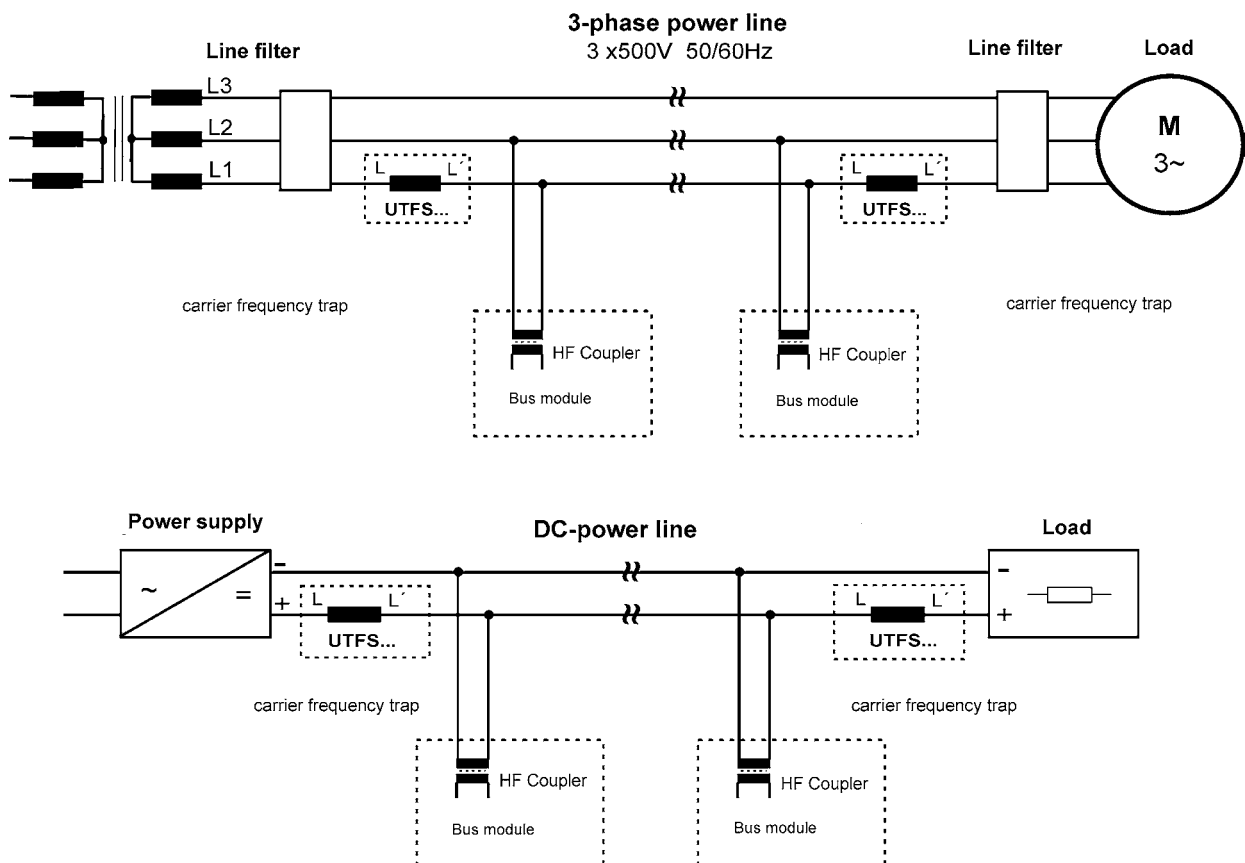 3-phase power line
3 x500V 50/60Hz
Line filter
Line filter
Load
L3
L2
L1
M
3~
L L´
UTFS...
L L´
UTFS...
carrier frequency trap
carrier frequency trap
HF Coupler
Bus module
HF Coupler
Bus module
Power supply
DC-power line
Load
~
=
-
+
L L´
UTFS...
L L´
UTFS...
-
+
carrier frequency trap
carrier frequency trap
HF Coupler
Bus module
HF Coupler
Bus module